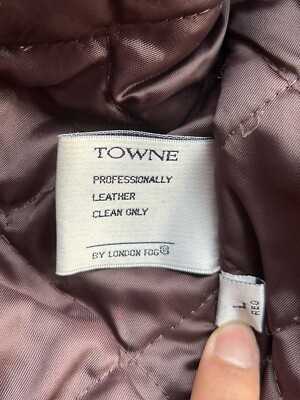 TOWNE
PROFESSIONALLY
LEATHER
CLEAN ONLY
BY LONDON FOG®
L
REG